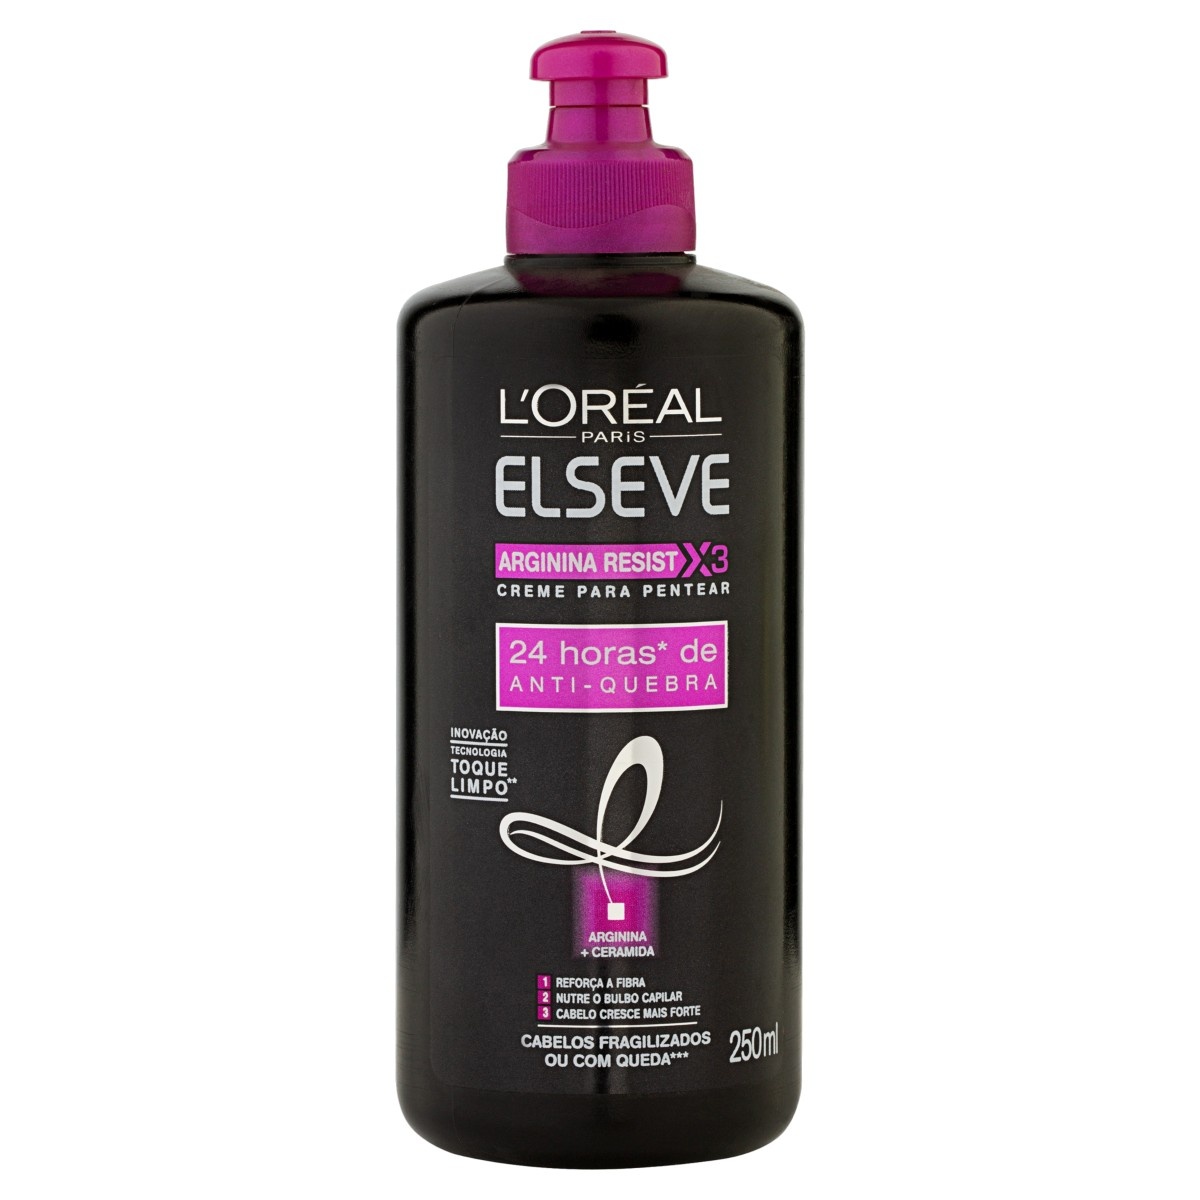 L'ORÉAL
PARiS
ELSEVE
ARGININA RESIST X3
CREME PARA PENTEAR
24 horas* de
ANTI-QUEBRA
INOVAÇÃO
TECNOLOGIA
TOQUE
LIMPO**
ARGININA
+ CERAMIDA
1 REFORÇA A FIBRA
2 NUTRE O BULBO CAPILAR
3 CABELO CRESCE MAIS FORTE
CABELOS FRAGILIZADOS
OU COM QUEDA***
250ml